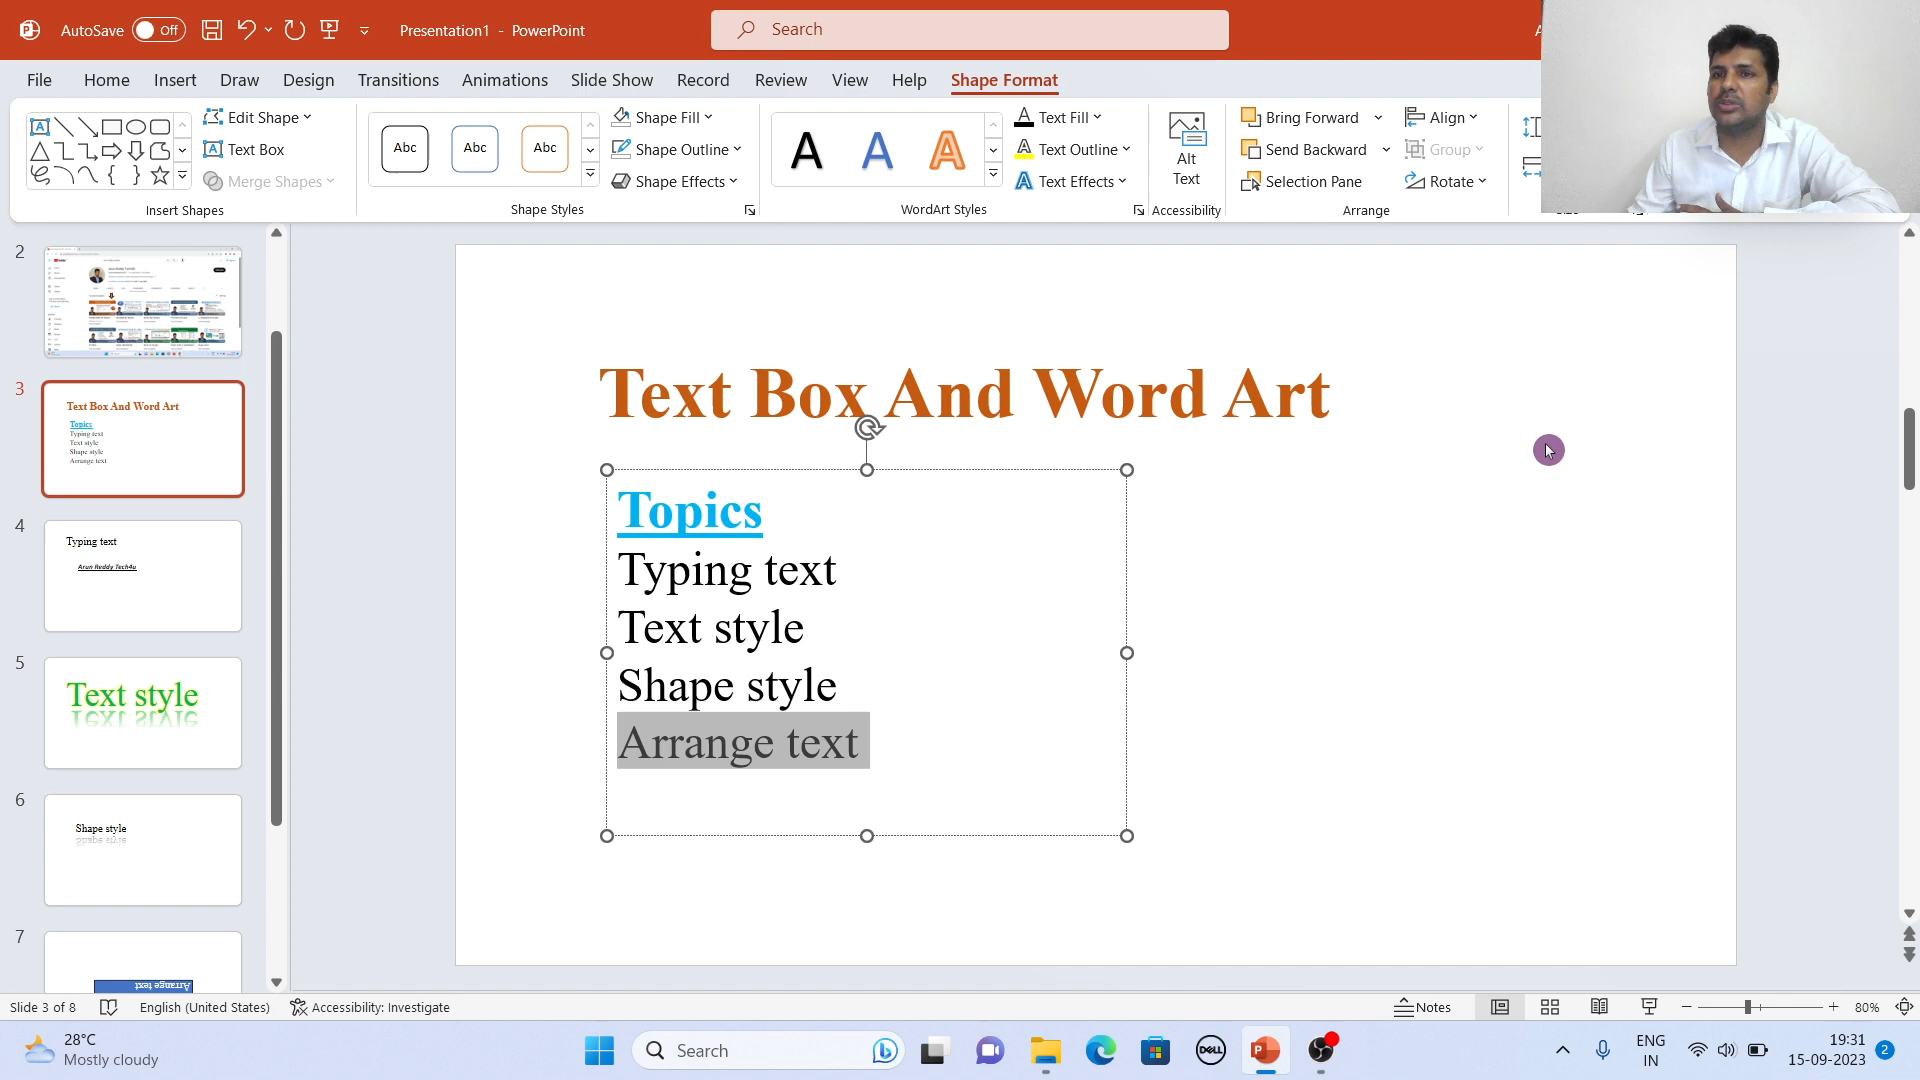 AutoSave Off Presentation1 - PowerPoint Search
File Home Insert Draw Design Transitions Animations Slide Show Record Review View Help Shape Format
Edit Shape
Text Box
Merge Shapes
Insert Shapes
Abc Abc Abc
Shape Fill
Shape Outline
Shape Effects
Shape Styles
A A A
Text Fill
Text Outline
Text Effects
WordArt Styles
Alt
Text
Accessibility
Bring Forward
Send Backward
Selection Pane
Align
Group
Rotate
Arrange
2
3
Text Box And Word Art
Topics
Typing text
Text style
Shape style
Arrange text
4
Typing text
Arun Reddy Tech4u
5
Text style
6
Shape style
7
Arrange text
Text Box And Word Art
Topics
Typing text
Text style
Shape style
Arrange text
Slide 3 of 8 English (United States) Accessibility: Investigate Notes 80%
28°C
Mostly cloudy
Search
DELL
ENG
IN
19:31
15-09-2023
2